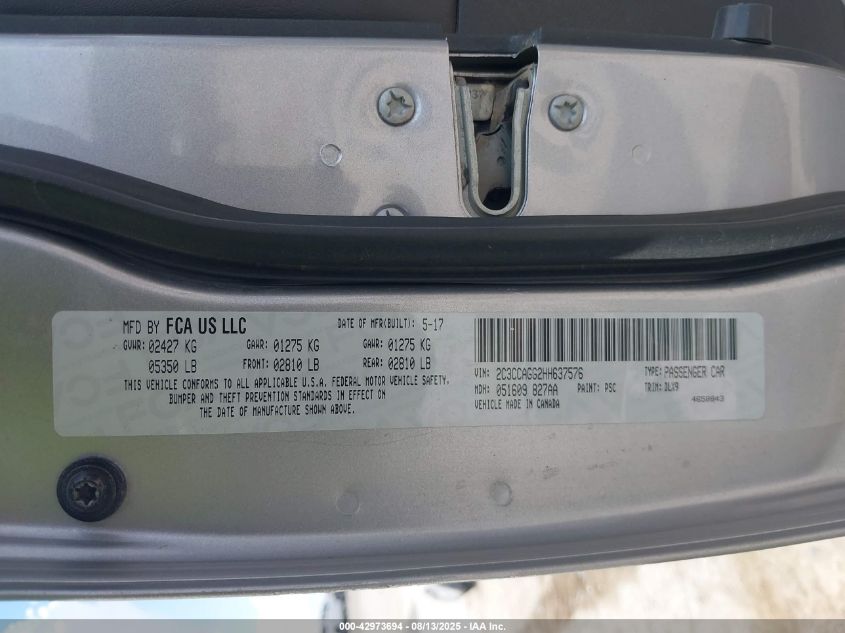 MFD BY FCA US LLC DATE OF MFR(BUILT): 5-17
GVWR: 02427 KG GAWR: 01275 KG GAWR: 01275 KG
05350 LB FRONT: 02810 LB REAR: 02810 LB
THIS VEHICLE CONFORMS TO ALL APPLICABLE U.S.A. FEDERAL MOTOR VEHICLE SAFETY,
BUMPER AND THEFT PREVENTION STANDARDS IN EFFECT ON
THE DATE OF MANUFACTURE SHOWN ABOVE.
VIN: 2C3CCAGG2HH637576 TYPE: PASSENGER CAR
MDH: 051609 827AA PAINT: PSC TRIM: DLX9
VEHICLE MADE IN CANADA 4650043
000-42973694 - 08/13/2025 - IAA Inc.